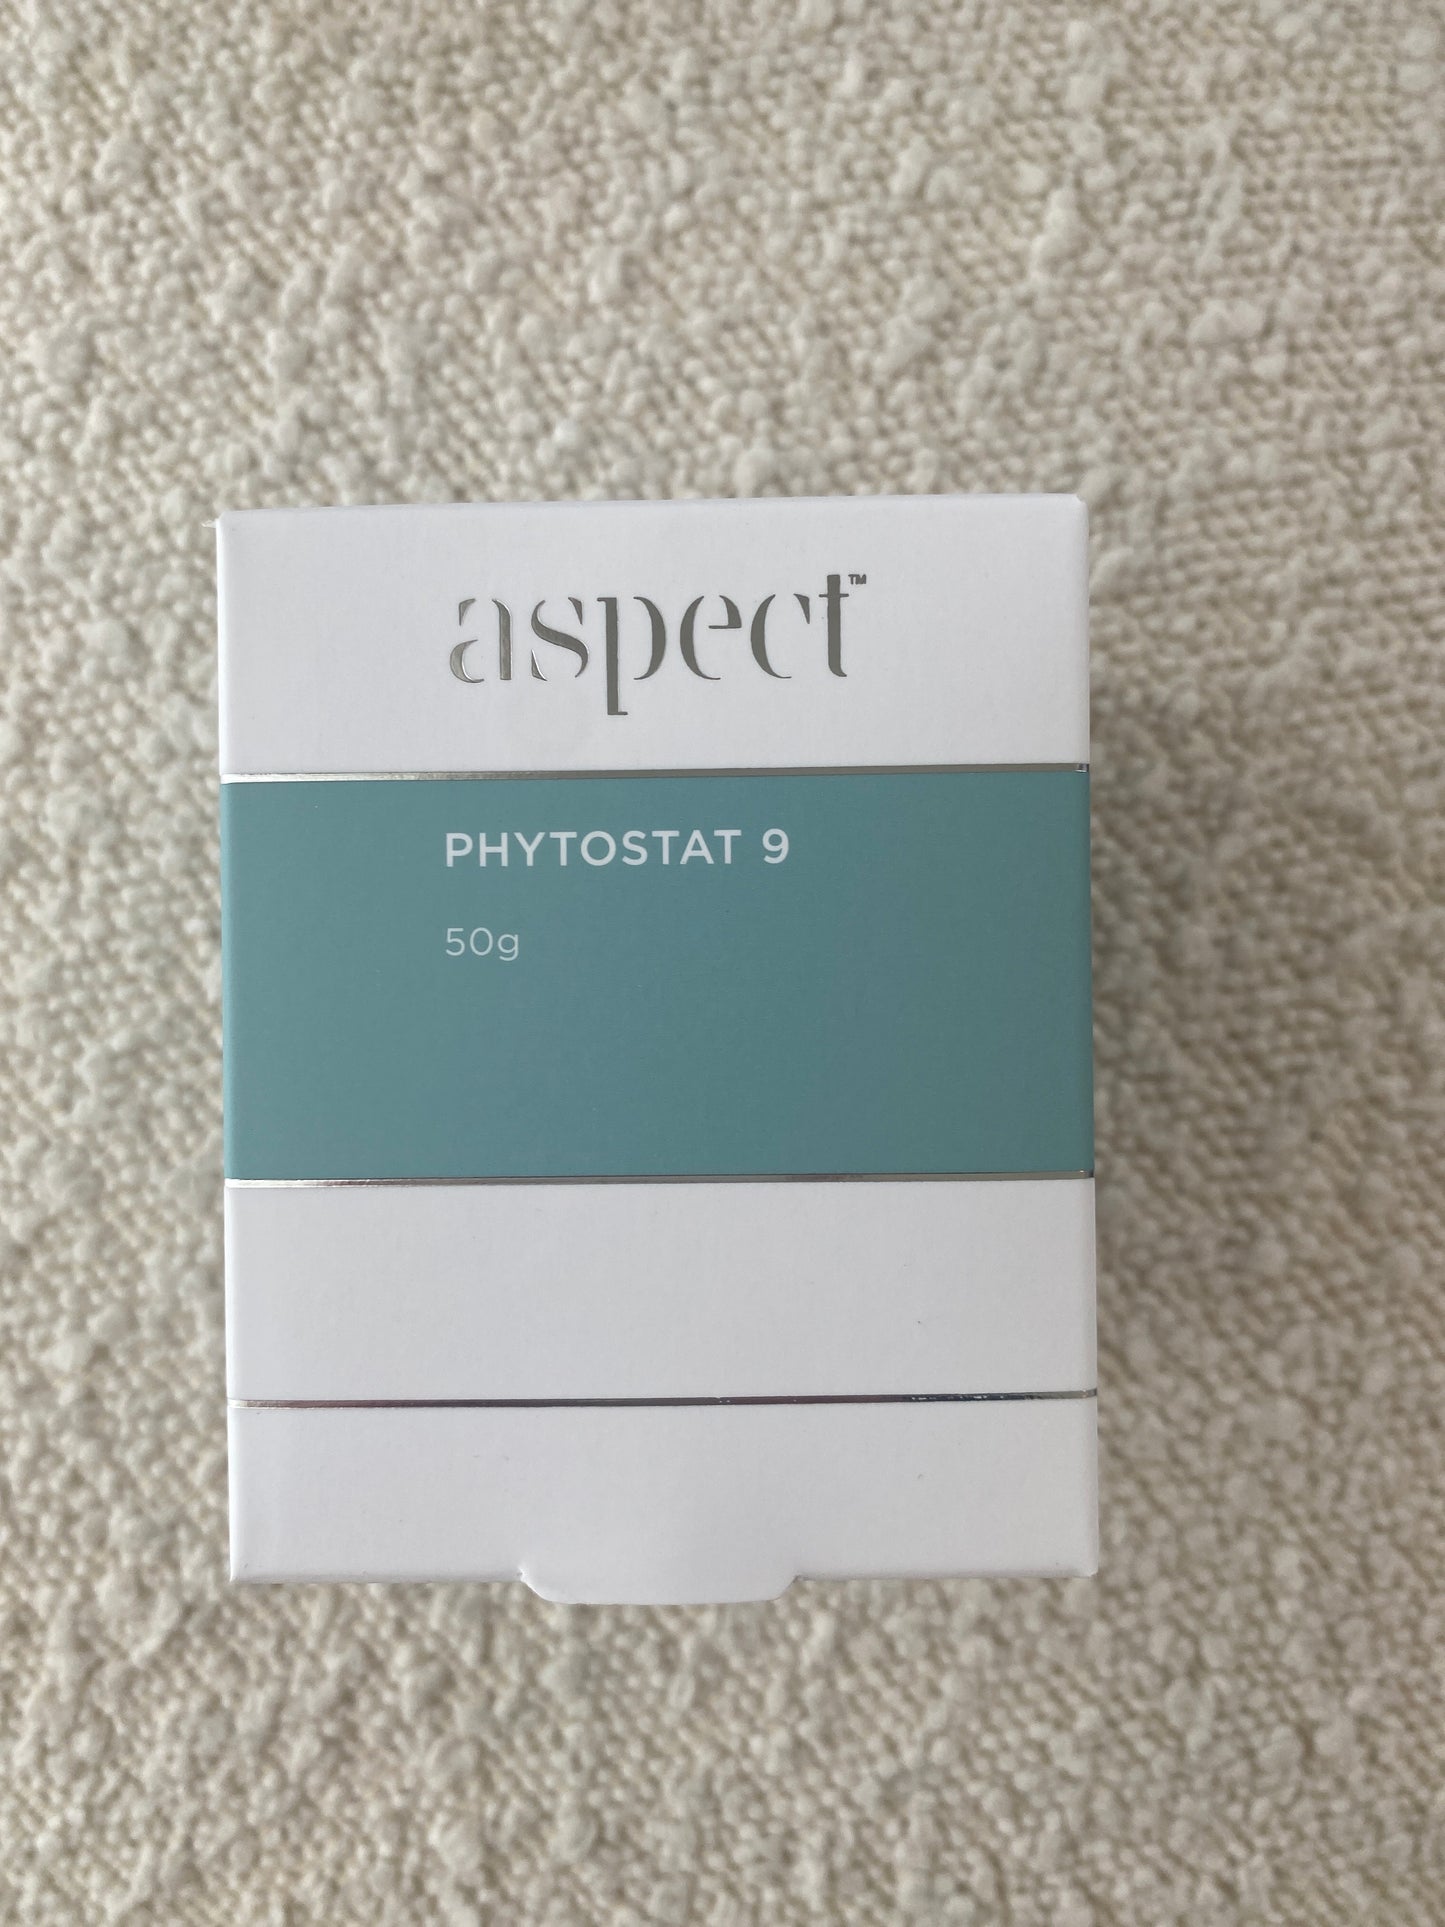 aspect™
PHYTOSTAT 9
50g